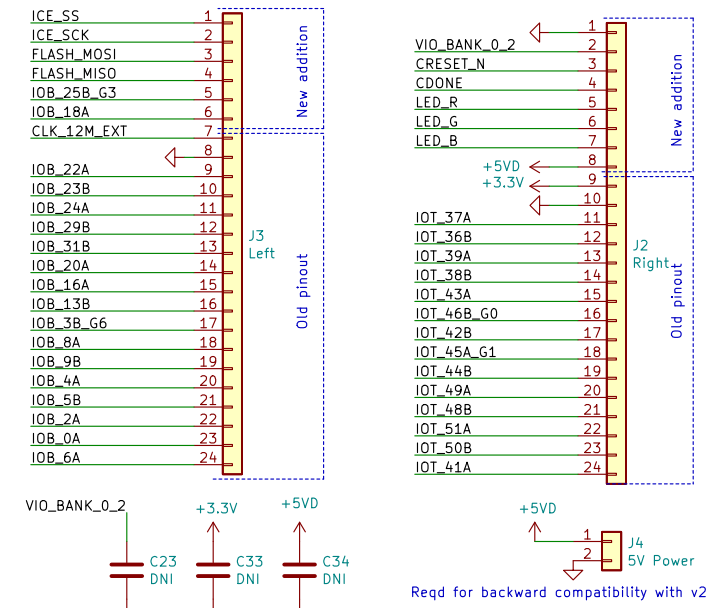 ICE_SS 1
ICE_SCK 2
FLASH_MOSI 3
FLASH_MISO 4
IOB_25B_G3 5
IOB_18A 6
CLK_12M_EXT 7
8
IOB_22A 9
IOB_23B 10
IOB_24A 11
IOB_29B 12
IOB_31B 13
IOB_20A 14
IOB_16A 15
IOB_13B 16
IOB_3B_G6 17
IOB_8A 18
IOB_9B 19
IOB_4A 20
IOB_5B 21
IOB_2A 22
IOB_0A 23
IOB_6A 24
J3
Left
New addition
Old pinout
1
VIO_BANK_0_2 2
CRESET_N 3
CDONE 4
LED_R 5
LED_G 6
LED_B 7
+5VD 8
+3.3V 9
10
IOT_37A 11
IOT_36B 12
IOT_39A 13
IOT_38B 14
IOT_43A 15
IOT_46B_G0 16
IOT_42B 17
IOT_45A_G1 18
IOT_44B 19
IOT_49A 20
IOT_48B 21
IOT_51A 22
IOT_50B 23
IOT_41A 24
J2
Right
New addition
Old pinout
VIO_BANK_0_2
C23
DNI
+3.3V
C33
DNI
+5VD
C34
DNI
+5VD
1
2
J4
5V Power
Reqd for backward compatibility with v2